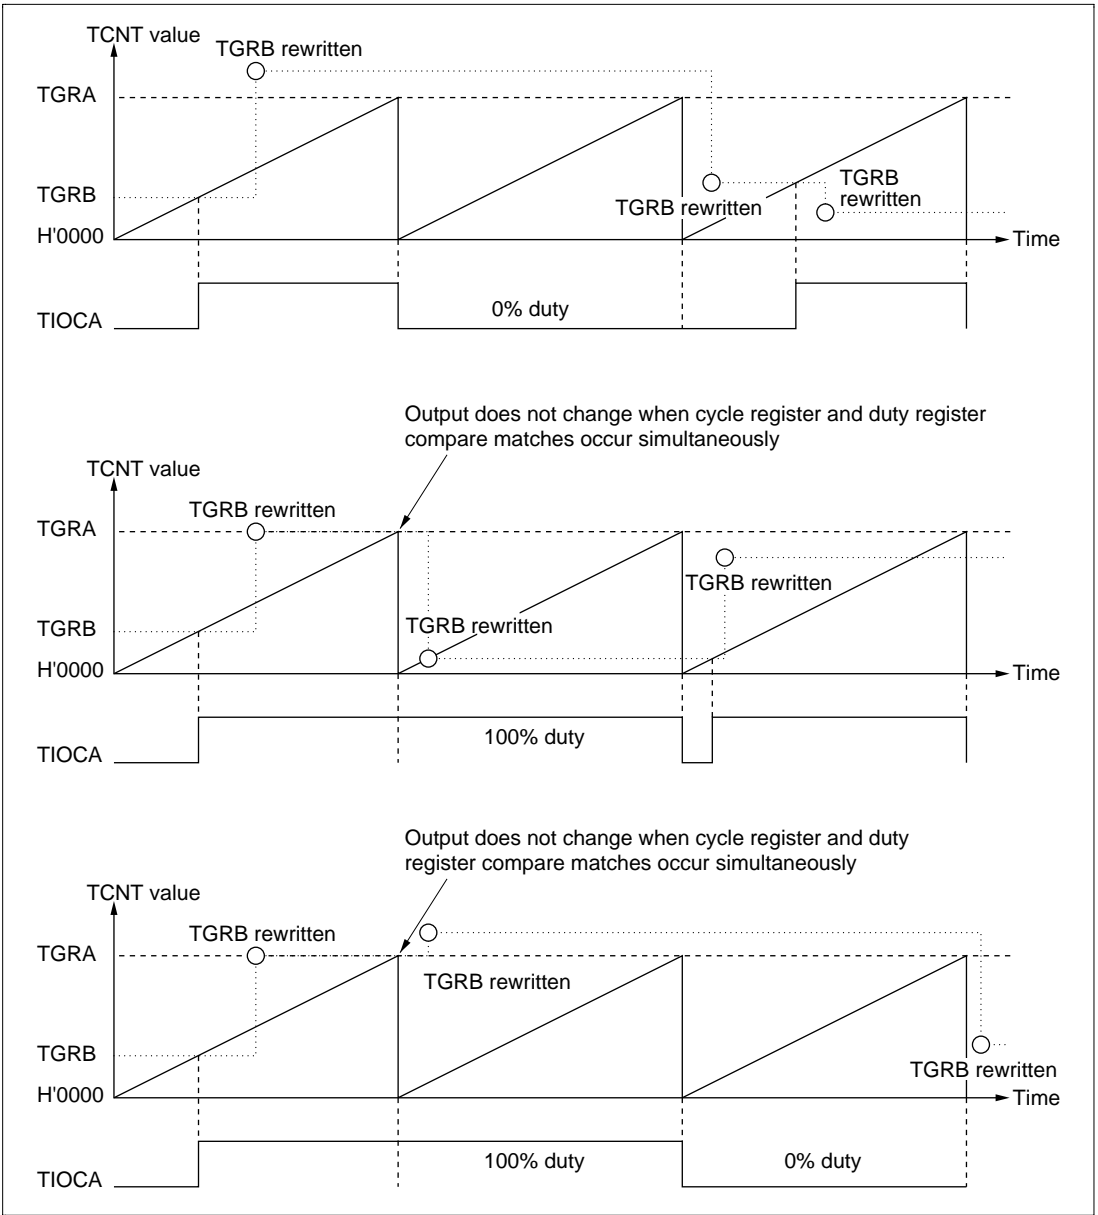 TCNT value
TGRB rewritten
TGRA
TGRB
TGRB rewritten
TGRB
rewritten
H'0000
Time
TIOCA
0% duty
Output does not change when cycle register and duty register
compare matches occur simultaneously
TCNT value
TGRB rewritten
TGRA
TGRB rewritten
TGRB
TGRB rewritten
H'0000
Time
TIOCA
100% duty
Output does not change when cycle register and duty
register compare matches occur simultaneously
TCNT value
TGRB rewritten
TGRA
TGRB rewritten
TGRB
TGRB rewritten
H'0000
Time
TIOCA
100% duty
0% duty